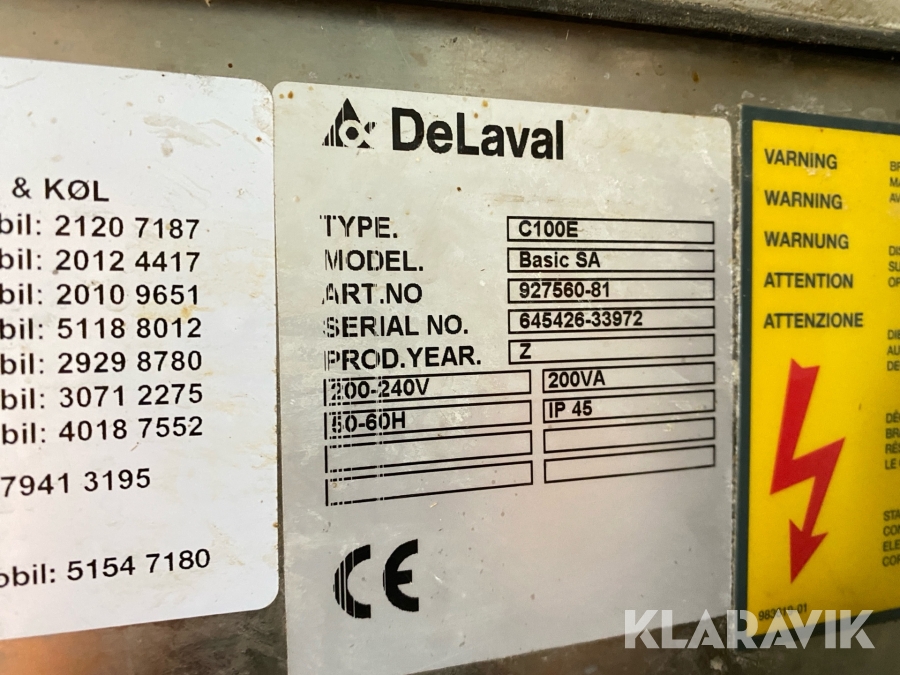 & KØL
bil: 2120 7187
bil: 2012 4417
bil: 2010 9651
bil: 5118 8012
bil: 2929 8780
bil: 3071 2275
bil: 4018 7552
7941 3195
obil: 5154 7180
DeLaval
TYPE. C100E
MODEL. Basic SA
ART.NO 927560-81
SERIAL NO. 645426-33972
PROD.YEAR. Z
200-240V 200VA
50-60H IP 45
CE
VARNING
WARNING
WARNUNG
ATTENTION
ATTENZIONE
KLARAVIK